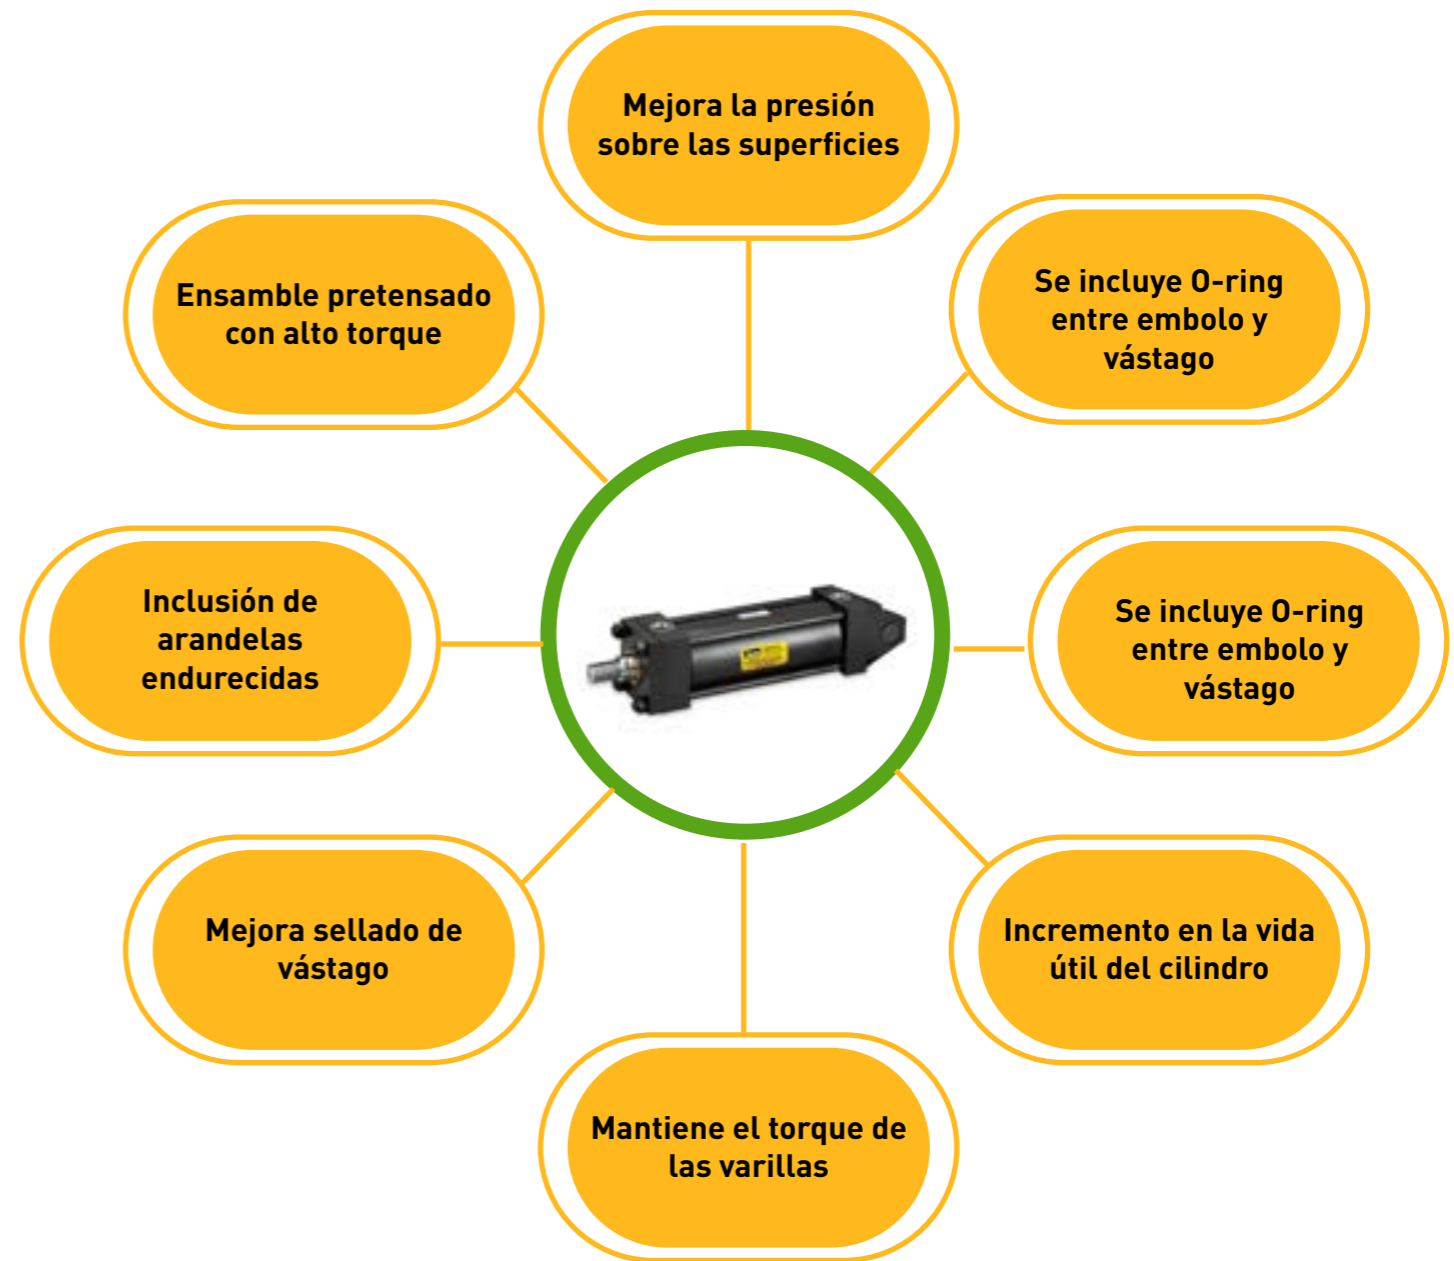 Mejora la presión
sobre las superficies
Ensamble pretensado
con alto torque
Se incluye O-ring
entre embolo y
vástago
Inclusión de
arandelas
endurecidas
Se incluye O-ring
entre embolo y
vástago
Mejora sellado de
vástago
Incremento en la vida
útil del cilindro
Mantiene el torque de
las varillas